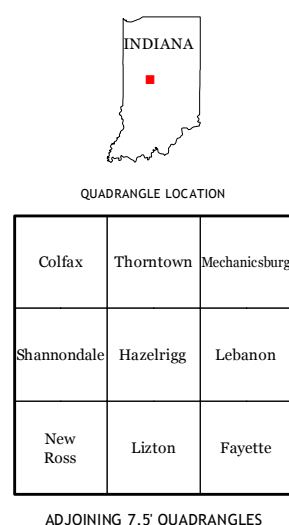 INDIANA
QUADRANGLE LOCATION
Colfax Thorntown Mechanicsburg
Shannondale Hazelrigg Lebanon
New Ross Lizton Fayette
ADJOINING 7.5' QUADRANGLES